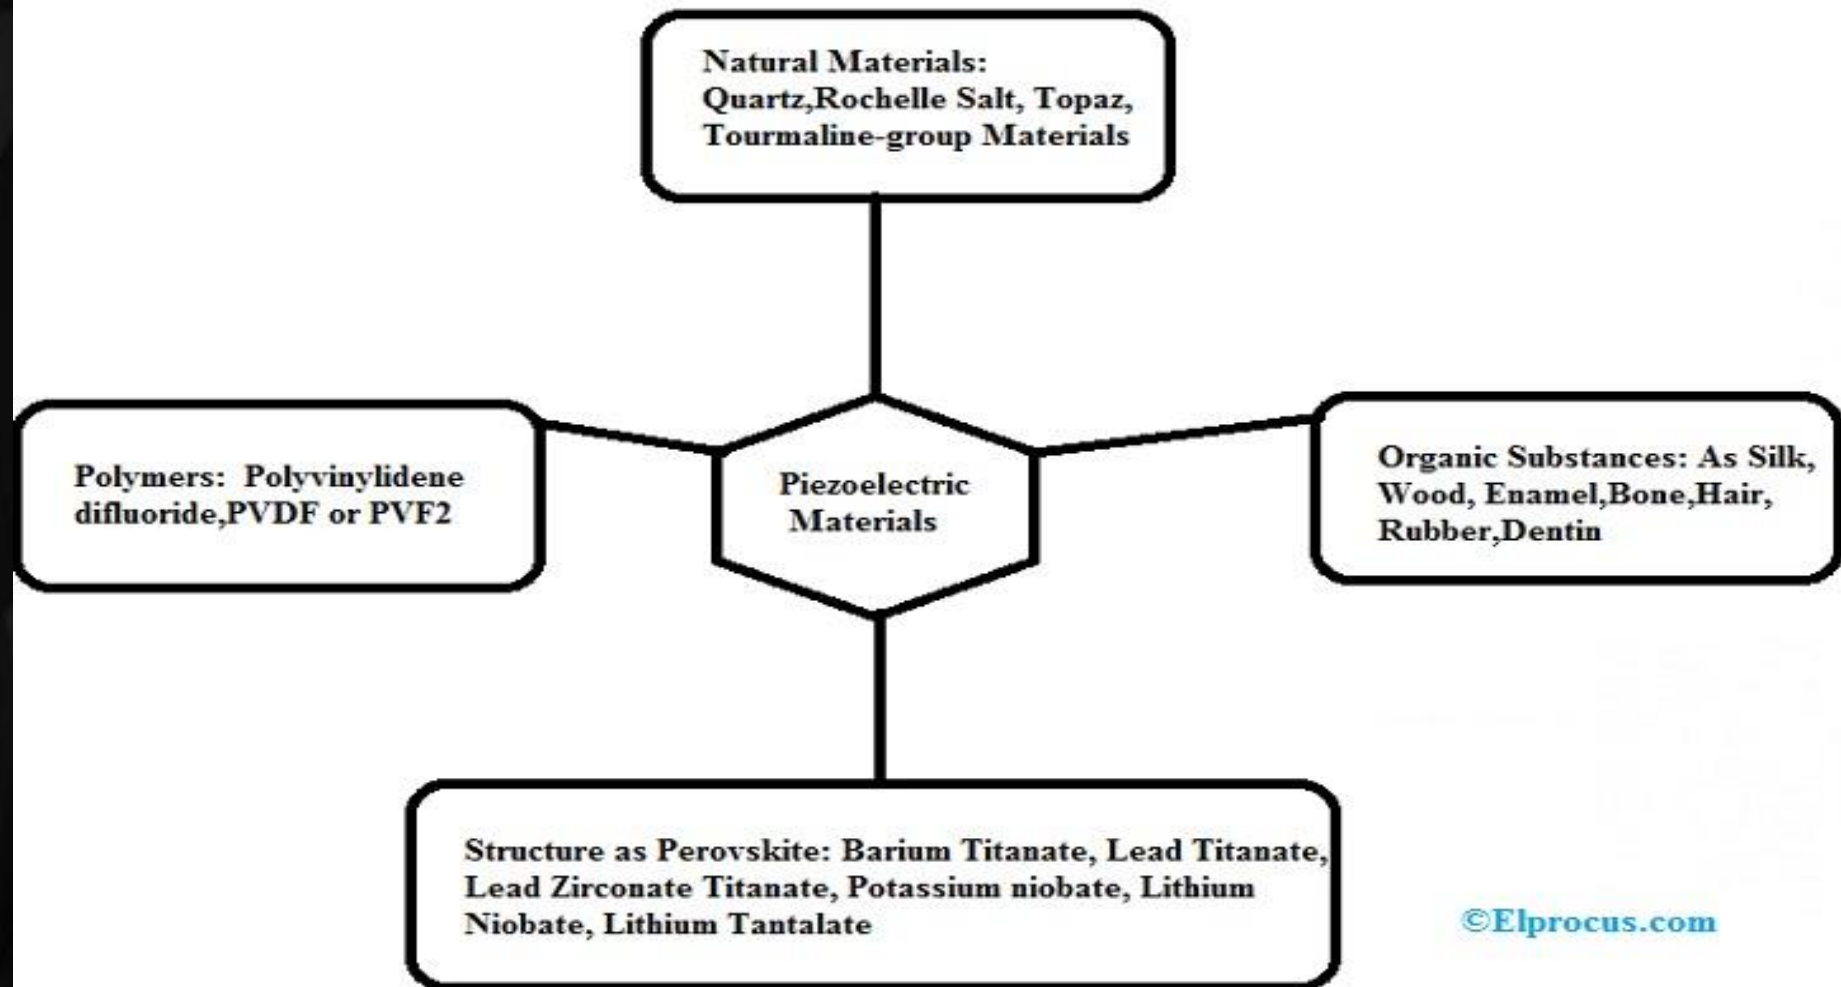 Natural Materials:
Quartz,Rochelle Salt, Topaz,
Tourmaline-group Materials
Polymers: Polyvinylidene
difluoride,PVDF or PVF2
Piezoelectric
Materials
Organic Substances: As Silk,
Wood, Enamel,Bone,Hair,
Rubber,Dentin
Structure as Perovskite: Barium Titanate, Lead Titanate,
Lead Zirconate Titanate, Potassium niobate, Lithium
Niobate, Lithium Tantalate
©Elprocus.com